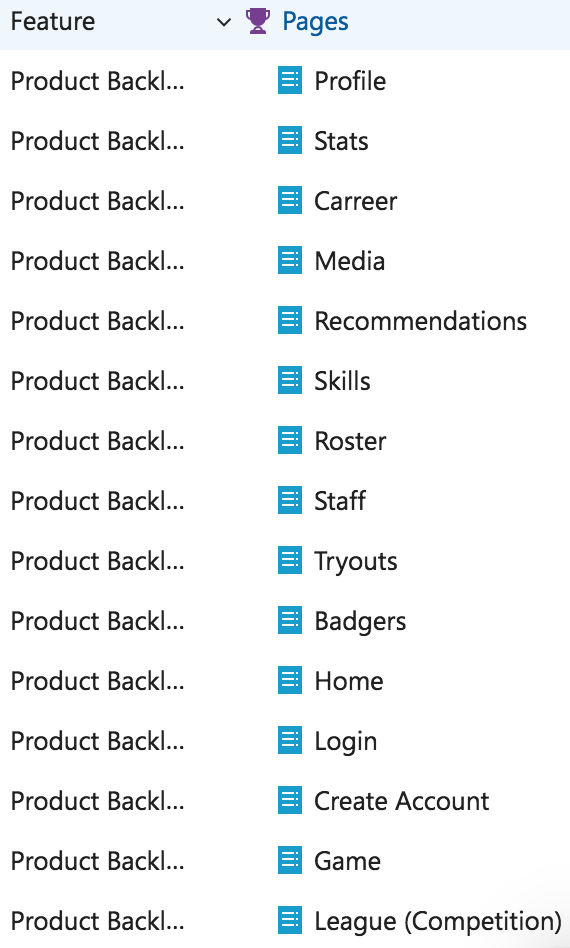 Feature Pages
Product Backl... Profile
Product Backl... Stats
Product Backl... Carreer
Product Backl... Media
Product Backl... Recommendations
Product Backl... Skills
Product Backl... Roster
Product Backl... Staff
Product Backl... Tryouts
Product Backl... Badgers
Product Backl... Home
Product Backl... Login
Product Backl... Create Account
Product Backl... Game
Product Backl... League (Competition)